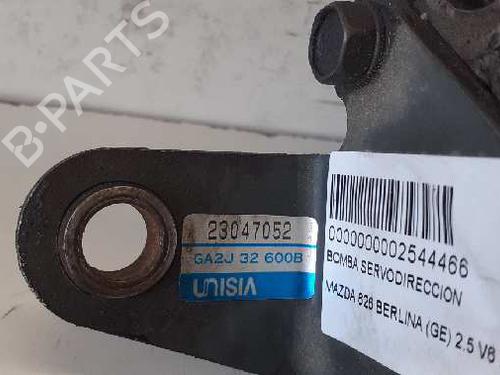 B-PARTS
23047052
GA2J 32 600B
UNISIA
0000000002544466
BOMBA SERVODIRECCION
MAZDA 626 BERLINA (GE) 2.5 V6